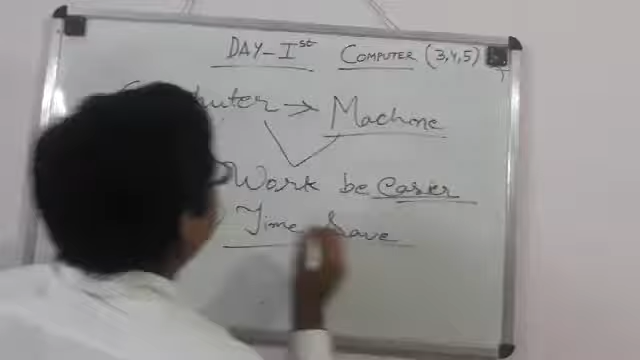 DAY-Ist COMPUTER (3,4,5)
→ Machine
Work be Easier
Time Save